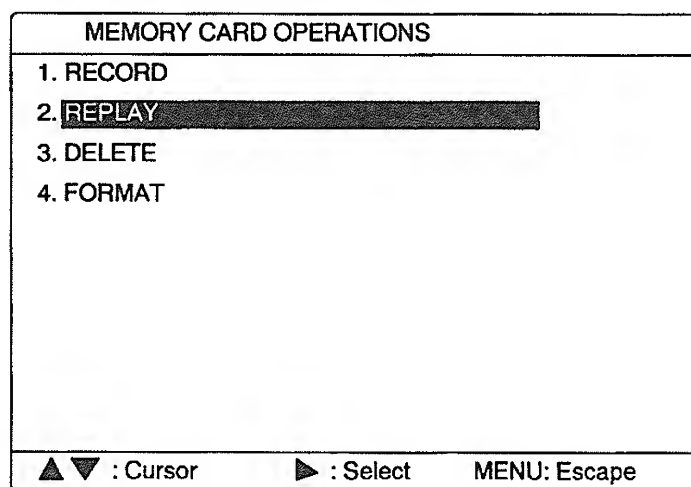 MEMORY CARD OPERATIONS
1. RECORD
2. REPLAY
3. DELETE
4. FORMAT
▲ ▼ : Cursor ▶ : Select MENU: Escape